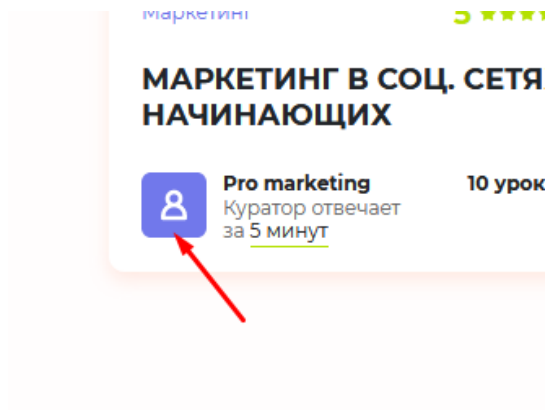 Маркетинг
5
МАРКЕТИНГ В СОЦ. СЕТЯ
НАЧИНАЮЩИХ
Pro marketing
10 урок
Куратор отвечает
за 5 минут